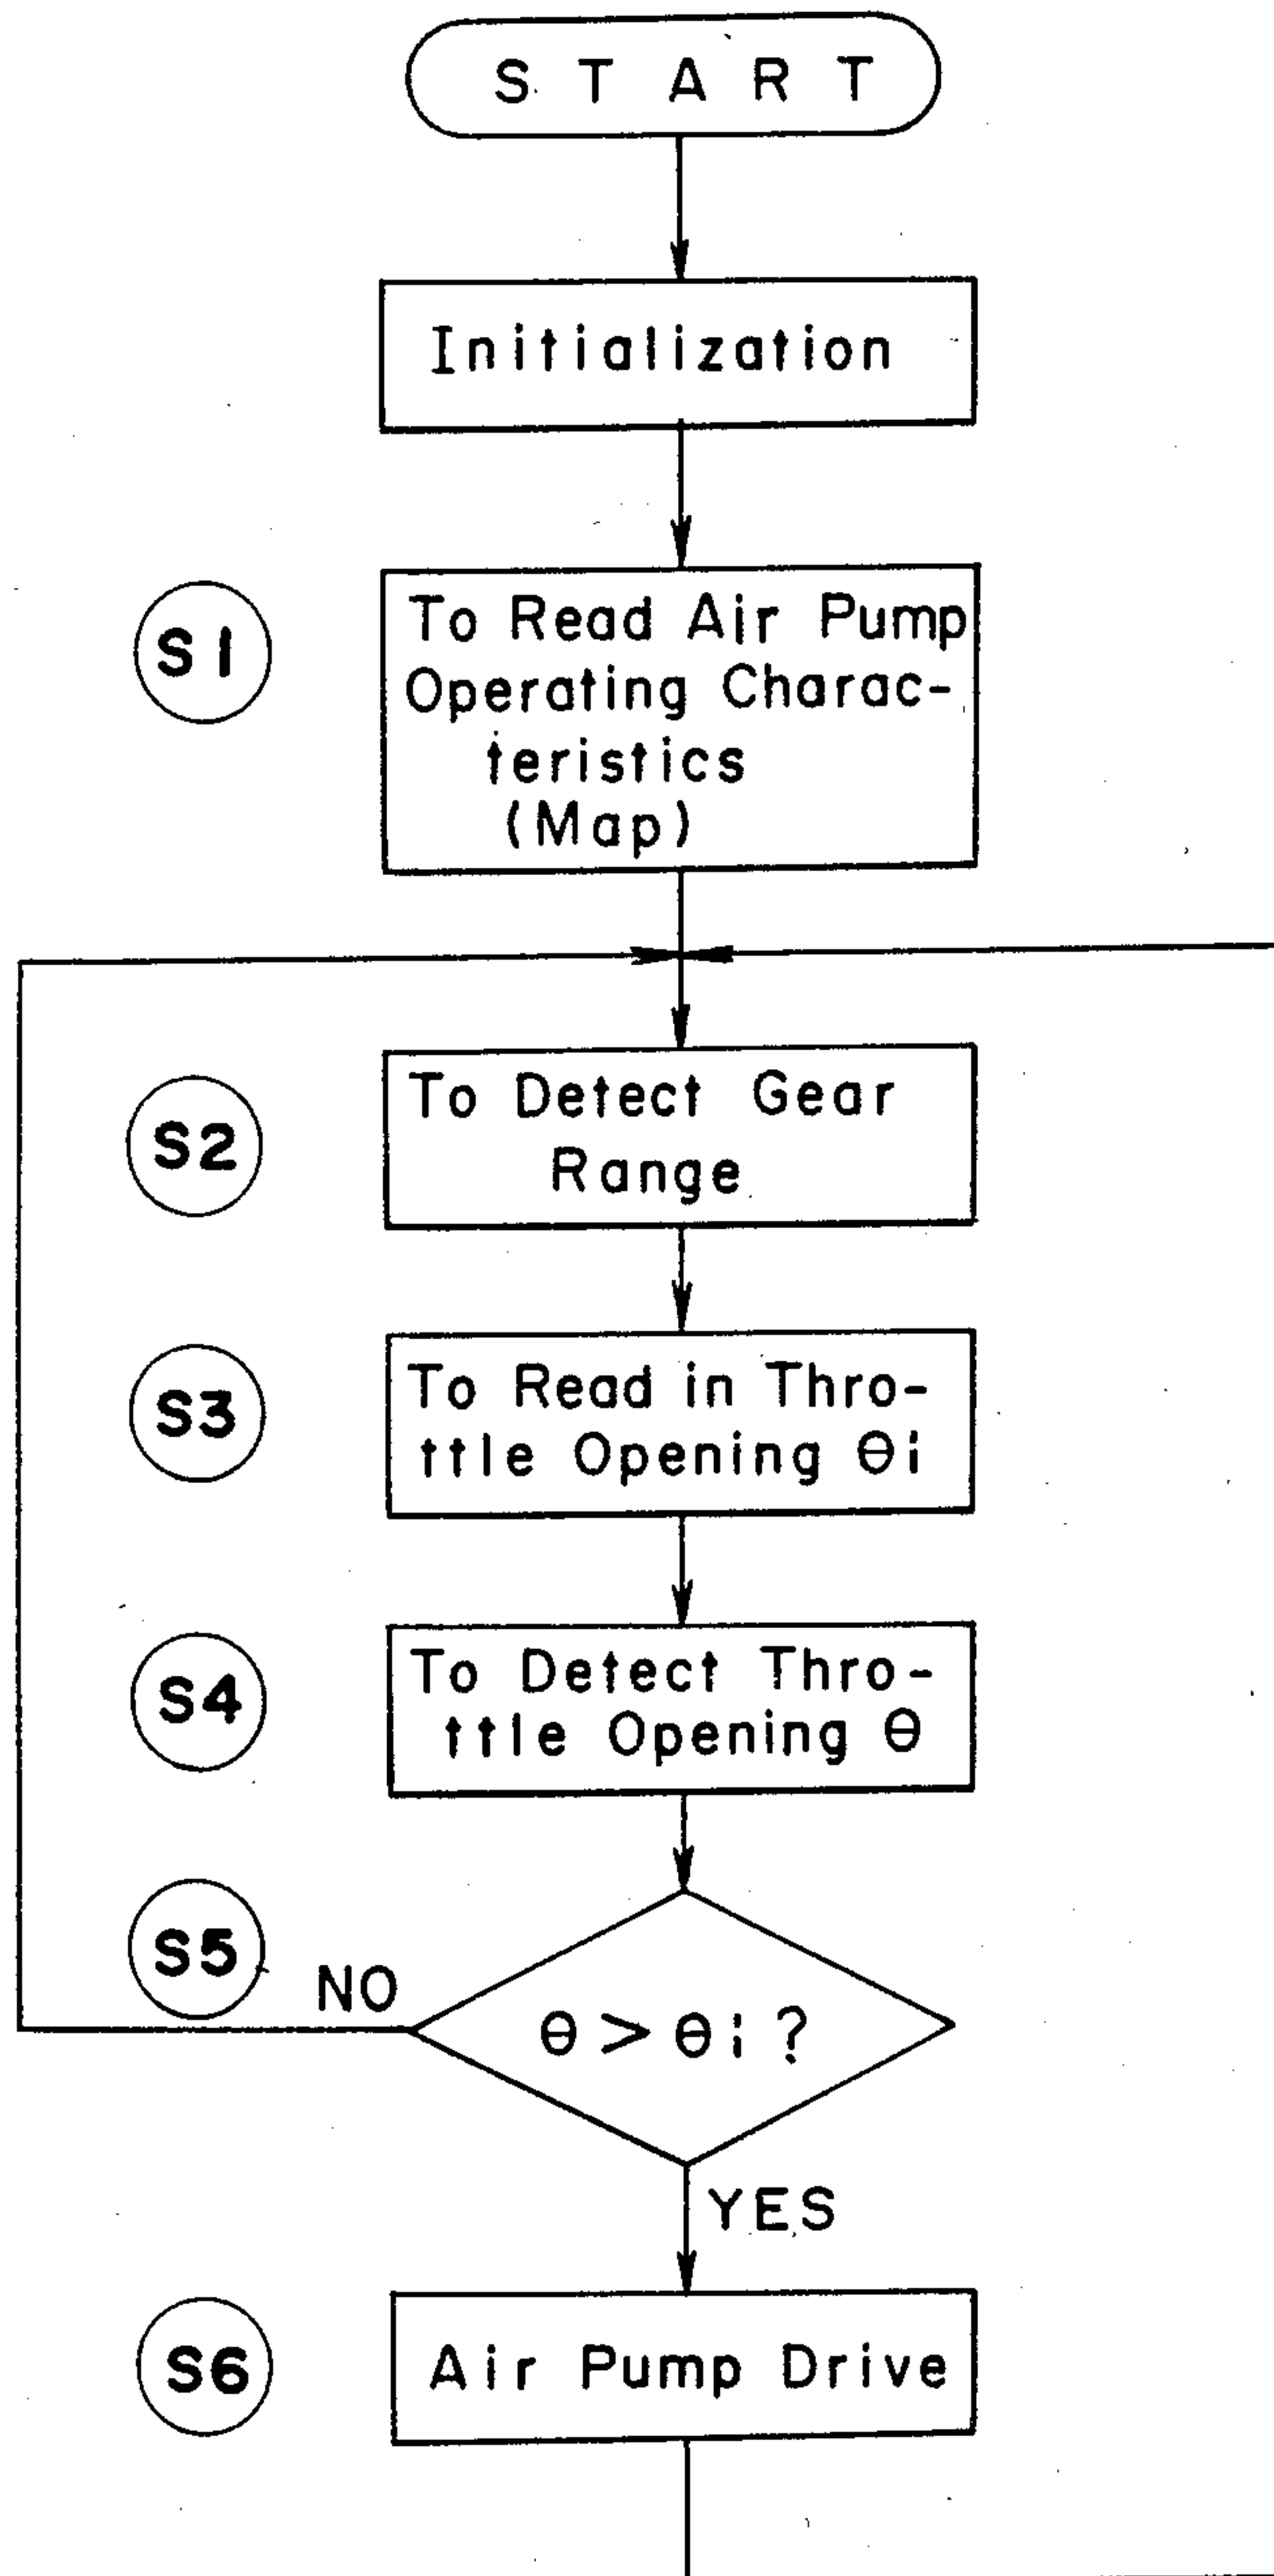 START
Initialization
S1
To Read Air Pump
Operating Charac-
teristics
(Map)
S2
To Detect Gear
Range
S3
To Read in Thro-
ttle Opening θi
S4
To Detect Thro-
ttle Opening θ
S5
NO
θ > θi ?
YES
S6
Air Pump Drive